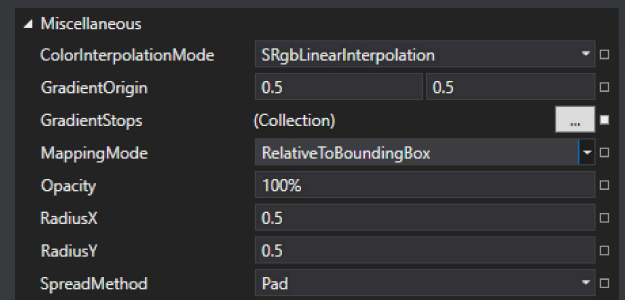 Miscellaneous
ColorInterpolationMode SRgbLinearInterpolation
GradientOrigin 0.5 0.5
GradientStops (Collection) ...
MappingMode RelativeToBoundingBox
Opacity 100%
RadiusX 0.5
RadiusY 0.5
SpreadMethod Pad